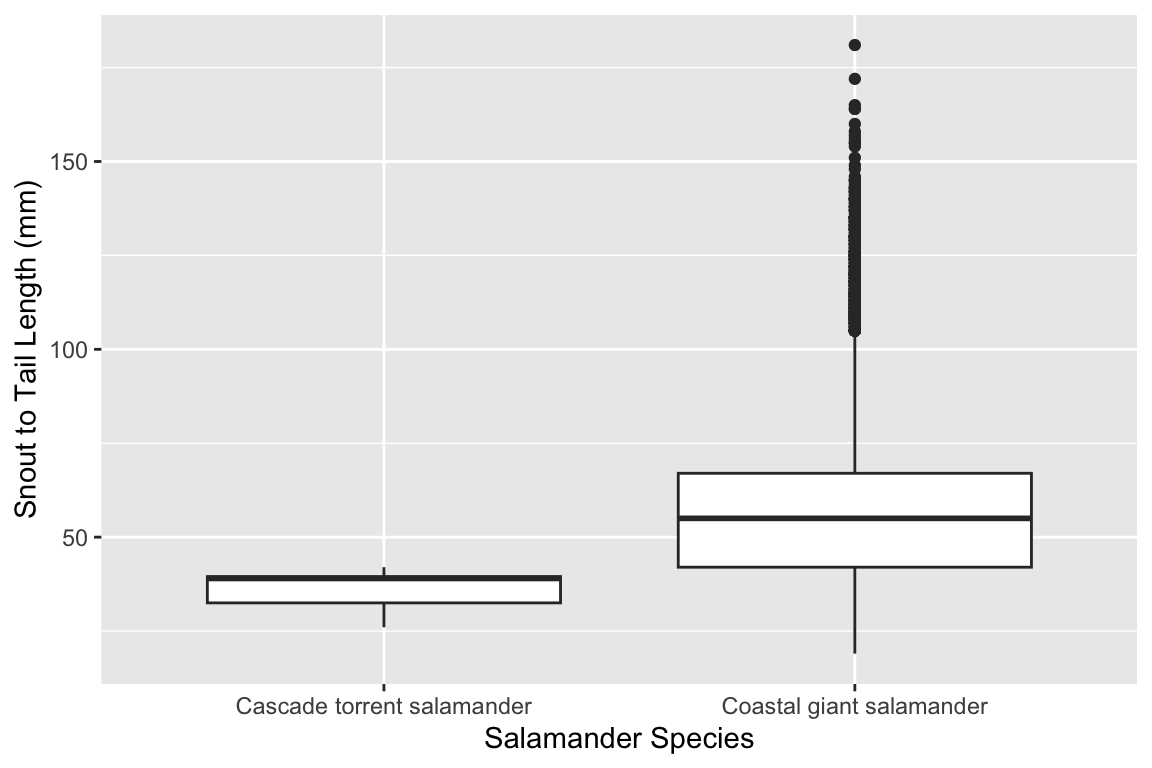 Snout to Tail Length (mm)
150
100
50
Cascade torrent salamander
Coastal giant salamander
Salamander Species